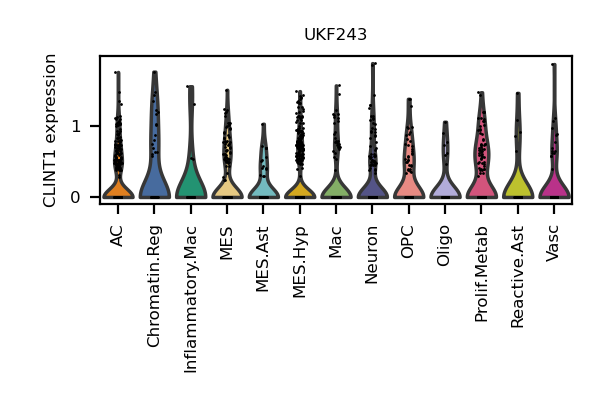 UKF243
CLINT1 expression
1
0
AC
Chromatin.Reg
Inflammatory.Mac
MES
MES.Ast
MES.Hyp
Mac
Neuron
OPC
Oligo
Prolif.Metab
Reactive.Ast
Vasc